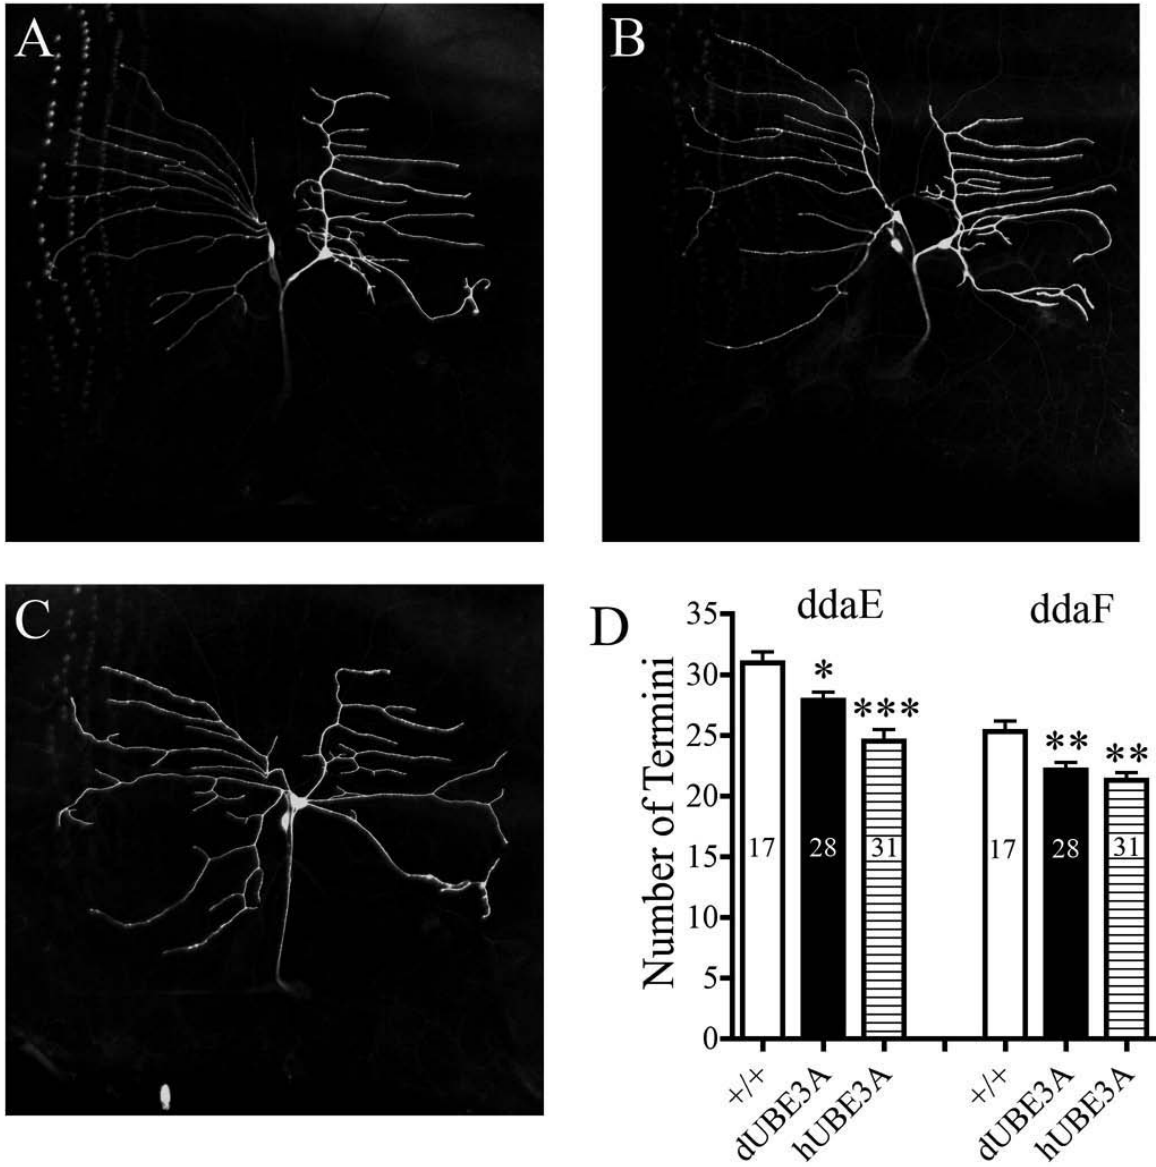 A
B
C
D
ddaE
ddaF
Number of Termini
35
30
25
20
15
10
5
0
*
***
**
**
17
28
31
17
28
31
+/+
dUBE3A
hUBE3A
+/+
dUBE3A
hUBE3A